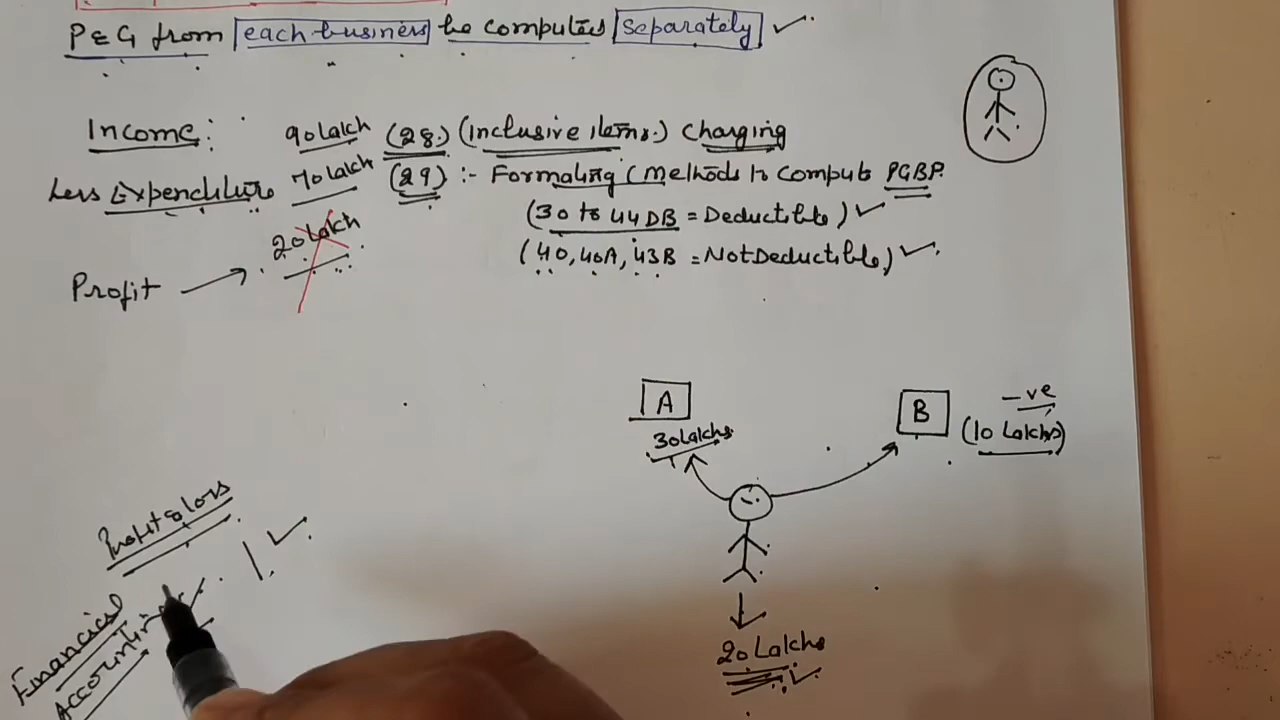 P&G from each business be computed separately ✓
Income: 90 lakh (28) (Inclusive items.) Charging
Less Expenditure 70 lakh (29) :- Formaling (Methods to compute PGBP.
(30 to 44DB = Deductible) ✓
20 lakh
(40, 40A, 43B = Not Deductible) ✓
Profit →
A
30 lakhs
B
-ve
(10 Lakhs)
20 Lakhs ✓
Profit & loss
Financial
Accounting